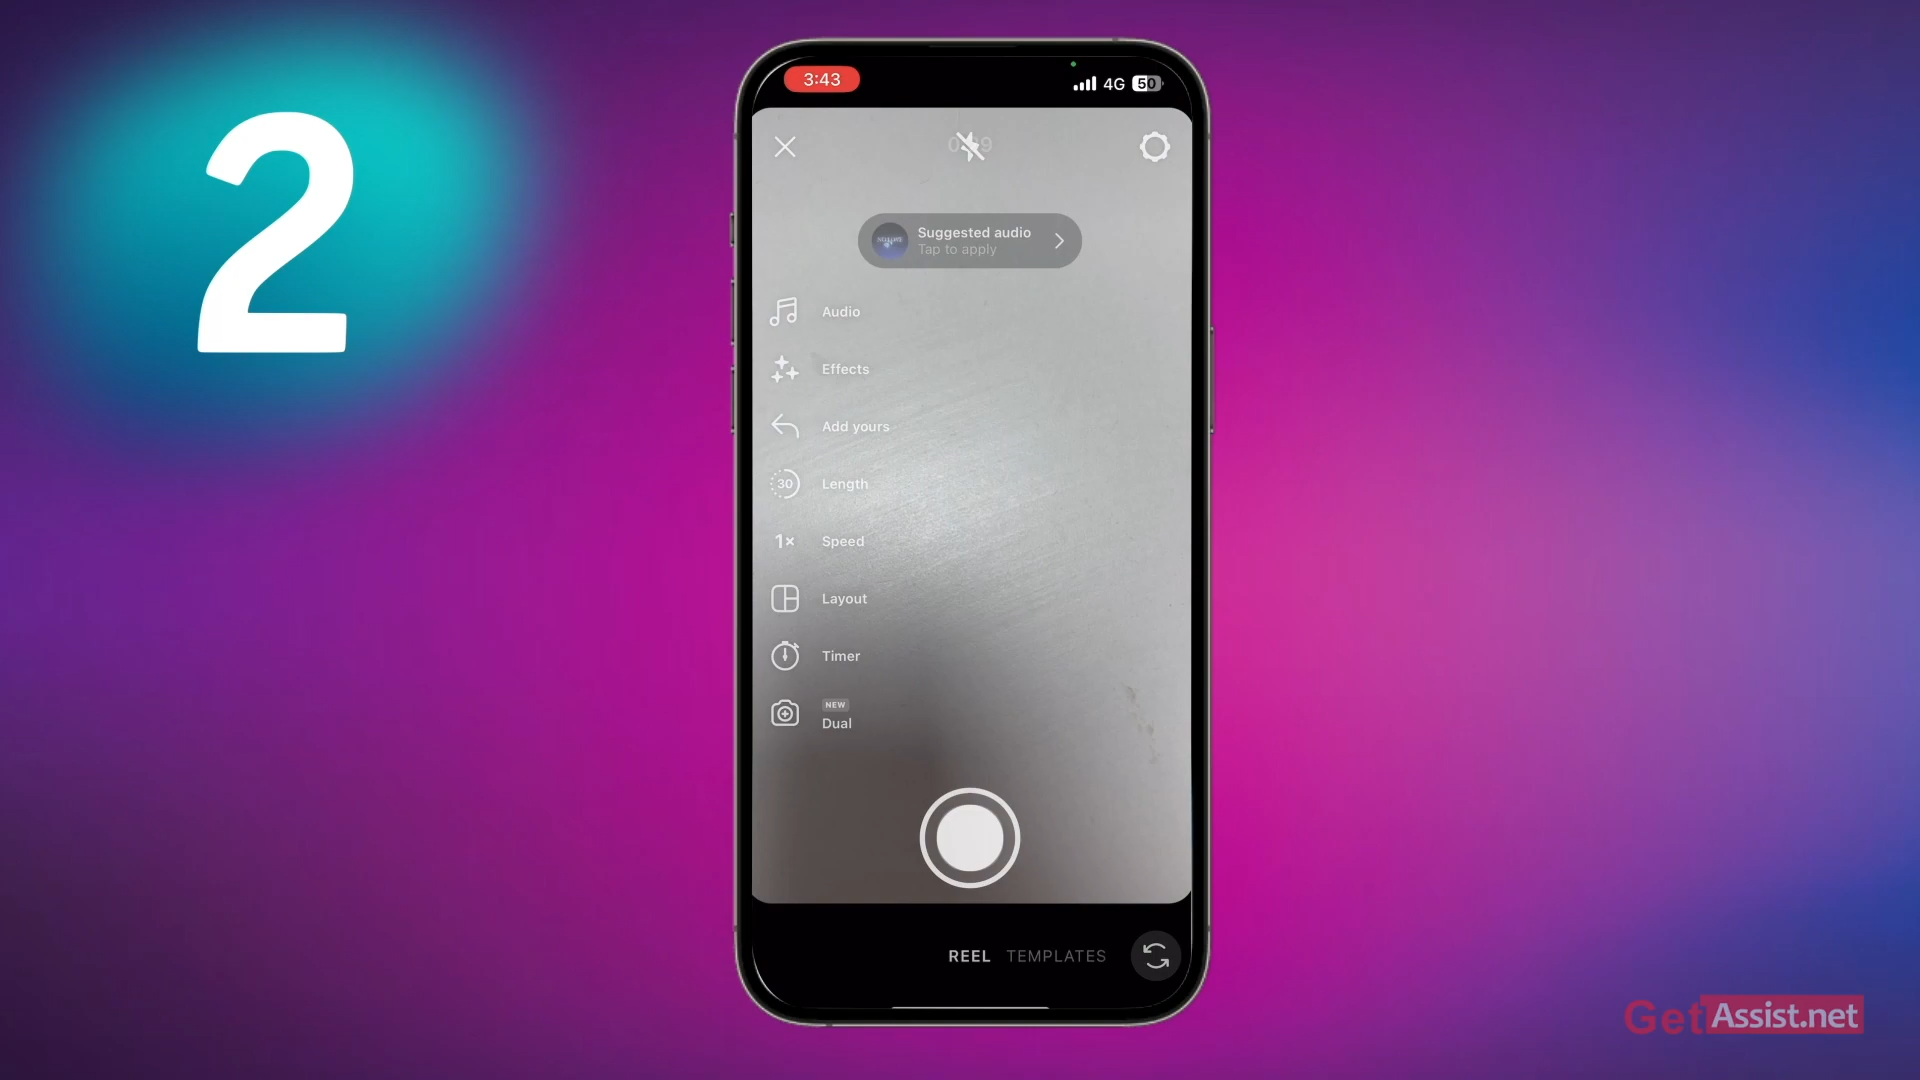 2
3:43
4G 50
Suggested audio
Tap to apply
Audio
Effects
Add yours
30 Length
1x Speed
Layout
Timer
NEW
Dual
REEL TEMPLATES
GetAssist.net